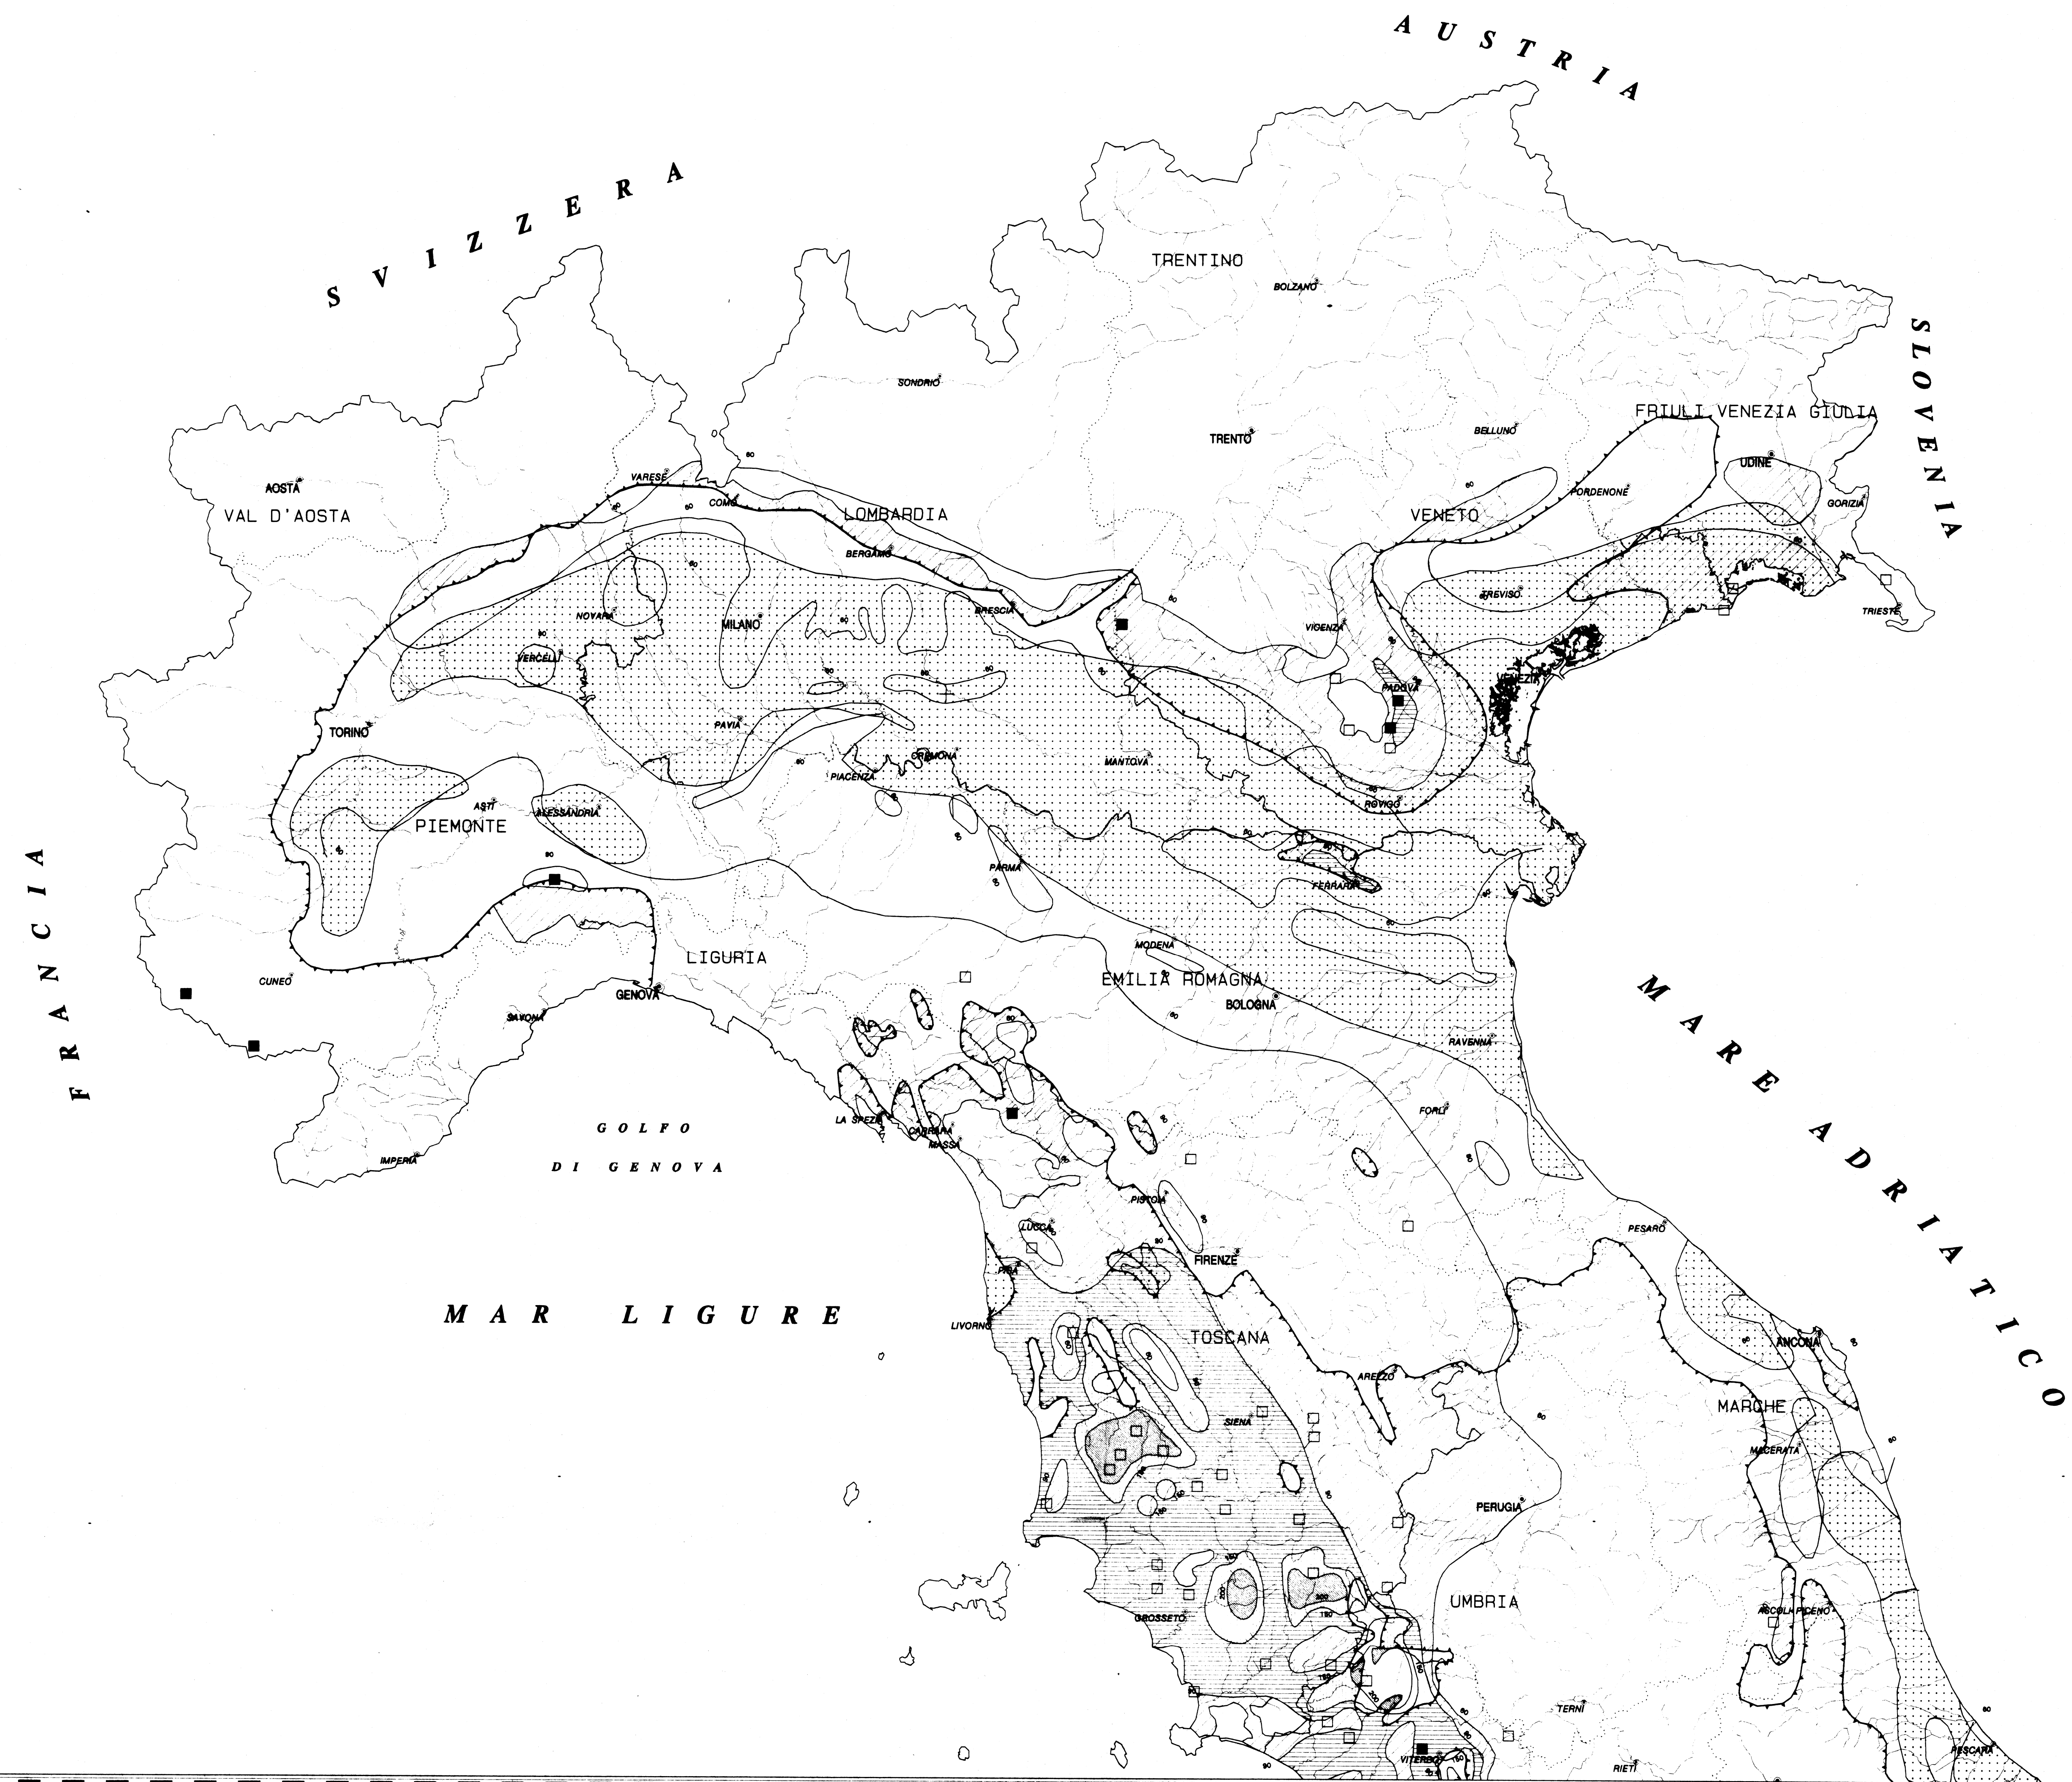 AUSTRIA
SVIZZERA
TRENTINO
BOLZANO
SLOVENIA
SONDRIO
FRIULI VENEZIA GIULIA
BELLUNO
TRENTO
UDINE
VARESE
AOSTA
PORDENONE
COMO
GORIZIA
VAL D'AOSTA
LOMBARDIA
VENETO
BERGAMO
TREVISO
BRESCIA
TRIESTE
NOVARA
MILANO
VICENZA
VERCELLI
VENEZIA
PADOVA
PAVIA
TORINO
CREMONA
MANTOVA
PIACENZA
ROVIGO
ASTI
ALESSANDRIA
PIEMONTE
PARMA
FERRARA
FRANCIA
MODENA
LIGURIA
EMILIA ROMAGNA
CUNEO
GENOVA
BOLOGNA
SAVONA
MARE ADRIATICO
RAVENNA
FORLI'
LA SPEZIA
GOLFO
DI GENOVA
CARRARA
MASSA
IMPERIA
PISTOIA
LUCCA
PESARO
FIRENZE
PISA
MAR LIGURE
LIVORNO
TOSCANA
ANCONA
AREZZO
MARCHE
SIENA
MACERATA
PERUGIA
UMBRIA
ASCOLI PICENO
GROSSETO
TERNI
PESCARA
VITERBO
RIETI